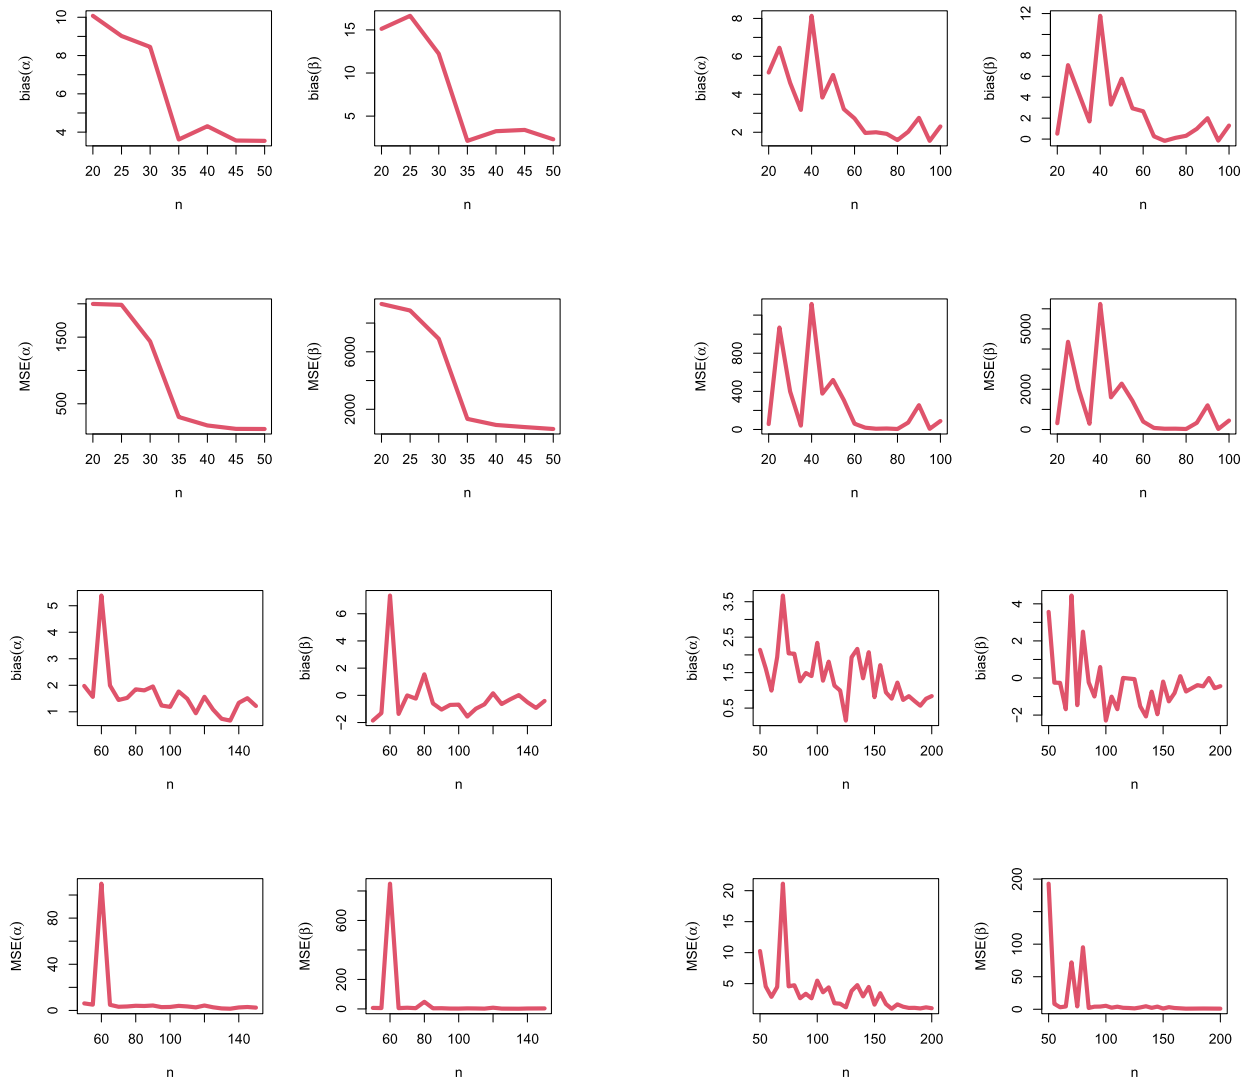 bias(α)
10
8
6
4
20 25 30 35 40 45 50
n
bias(β)
15
10
5
20 25 30 35 40 45 50
n
bias(α)
8
6
4
2
20 40 60 80 100
n
bias(β)
12
8
6
4
2
0
20 40 60 80 100
n
MSE(α)
1500
500
20 25 30 35 40 45 50
n
MSE(β)
6000
2000
20 25 30 35 40 45 50
n
MSE(α)
800
400
0
20 40 60 80 100
n
MSE(β)
5000
2000
0
20 40 60 80 100
n
bias(α)
5
4
3
2
1
60 80 100 140
n
bias(β)
6
4
2
0
−2
60 80 100 140
n
bias(α)
3.5
2.5
1.5
0.5
50 100 150 200
n
bias(β)
4
2
0
−2
50 100 150 200
n
MSE(α)
80
40
0
60 80 100 140
n
MSE(β)
600
200
0
60 80 100 140
n
MSE(α)
20
15
10
5
50 100 150 200
n
MSE(β)
200
100
50
0
50 100 150 200
n